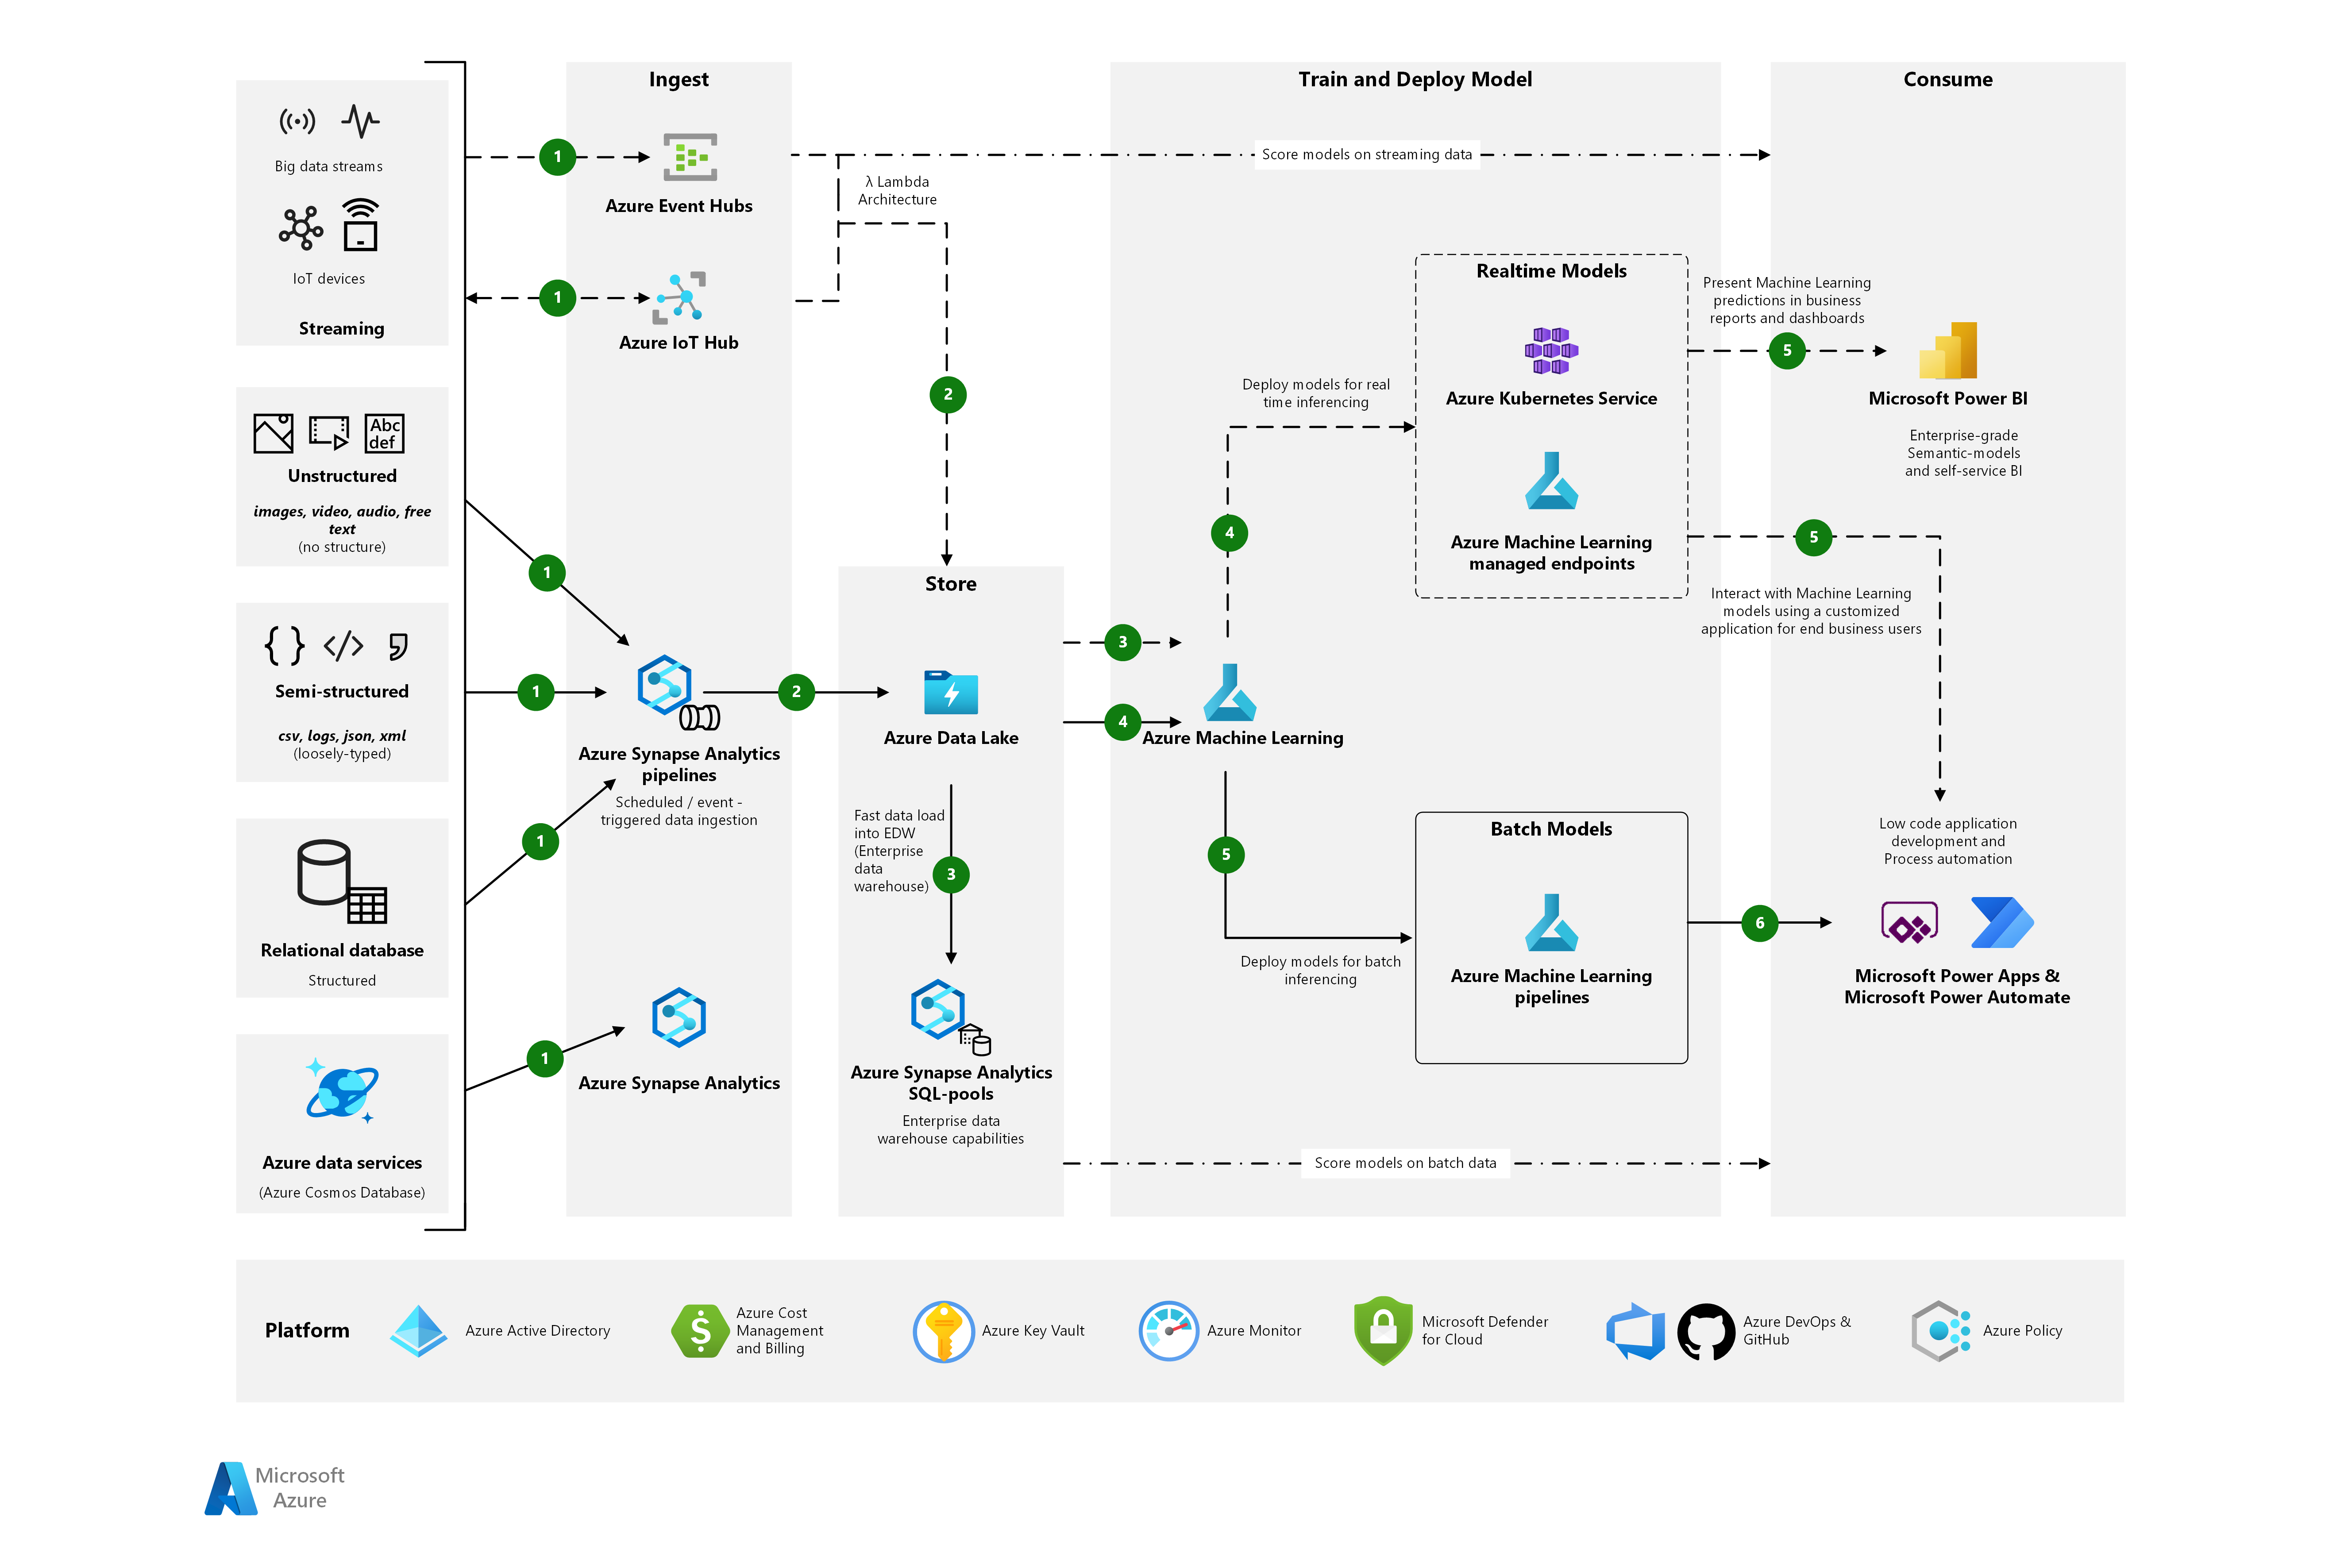 Ingest
Train and Deploy Model
Consume
Big data streams
IoT devices
Streaming
1
Azure Event Hubs
1
Azure IoT Hub
λ Lambda
Architecture
Score models on streaming data
2
Unstructured
Abc
def
images, video, audio, free
text
(no structure)
1
Semi-structured
csv, logs, json, xml
(loosely-typed)
1
Azure Synapse Analytics
pipelines
Scheduled / event -
triggered data ingestion
2
Relational database
Structured
1
Azure data services
(Azure Cosmos Database)
1
Azure Synapse Analytics
Store
Azure Data Lake
Fast data load
into EDW
(Enterprise
data
warehouse)
3
Azure Synapse Analytics
SQL-pools
Enterprise data
warehouse capabilities
3
4
Azure Machine Learning
4
Deploy models for real
time inferencing
Realtime Models
Azure Kubernetes Service
Azure Machine Learning
managed endpoints
5
Deploy models for batch
inferencing
Batch Models
Azure Machine Learning
pipelines
Score models on batch data
Present Machine Learning
predictions in business
reports and dashboards
5
Microsoft Power BI
Enterprise-grade
Semantic-models
and self-service BI
5
Interact with Machine Learning
models using a customized
application for end business users
Low code application
development and
Process automation
6
Microsoft Power Apps &
Microsoft Power Automate
Platform
Azure Active Directory
Azure Cost
Management
and Billing
Azure Key Vault
Azure Monitor
Microsoft Defender
for Cloud
Azure DevOps &
GitHub
Azure Policy
Microsoft
Azure